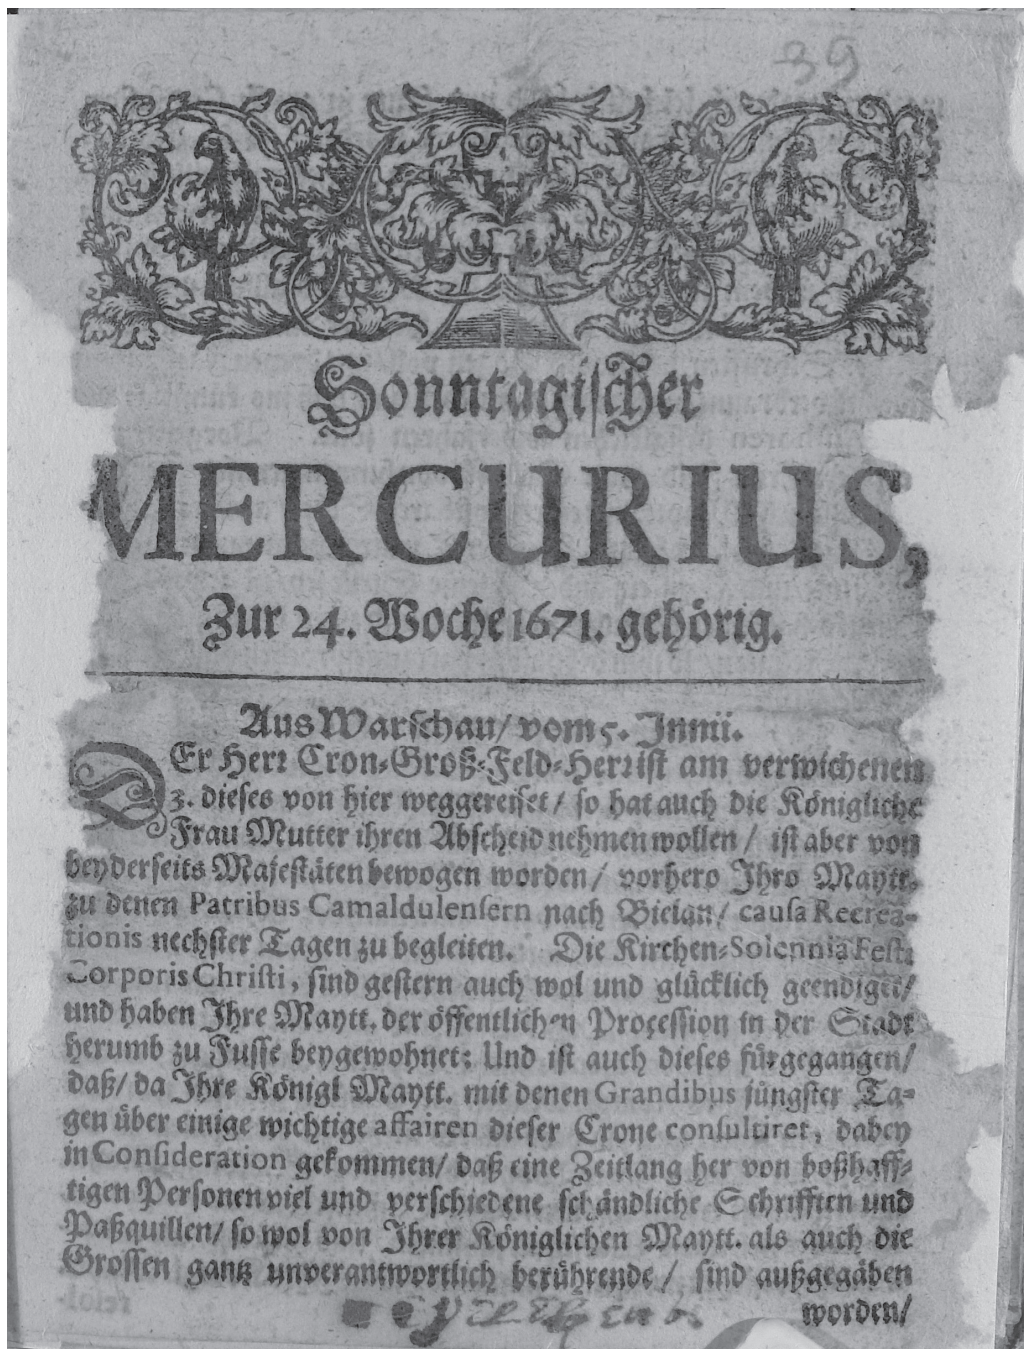 39
Sonntagischer
MERCURIUS,
Zur 24. Woche 1671. gehörig.
Aus Warschau/ vom 5. Junii.
DEr Herr Cron-Groß-Feld-Herr ist am verwichenen
3. dieses von hier weggereiset/ so hat auch die Königliche
Frau Mutter ihren Abscheid nehmen wollen/ ist aber von
beyderseits Majestäten bewogen worden/ vorhero Ihro Maytt.
zu denen Patribus Camaldulensern nach Bielan/ causa Recrea-
tionis nechster Tagen zu begleiten. Die Kirchen-Solennia Fest.
Corporis Christi, sind gestern auch wol und glücklich geendiget/
und haben Ihre Maytt. der öffentlichen Procession in der Stadt
herumb zu Fusse beygewohnet: Und ist auch dieses fürgegangen/
daß/ da Ihre Königl Maytt. mit denen Grandibus jüngster Ta-
gen über einige wichtige affairen dieser Crone consultiret, dabey
in Consideration gekommen/ daß eine Zeitlang her von boßhaff-
tigen Personen viel und verschiedene schändliche Schrifften und
Paßquillen/ so wol von Ihrer Königlichen Maytt. als auch die
Grossen gantz unverantwortlich berührende/ sind außgegäben
worden/